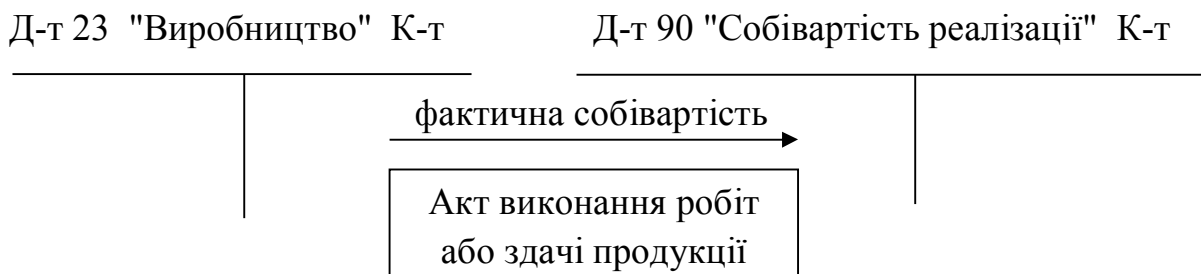 Д-т 23 "Виробництво" К-т
Д-т 90 "Собівартість реалізації" К-т
фактична собівартість
Акт виконання робіт
або здачі продукції